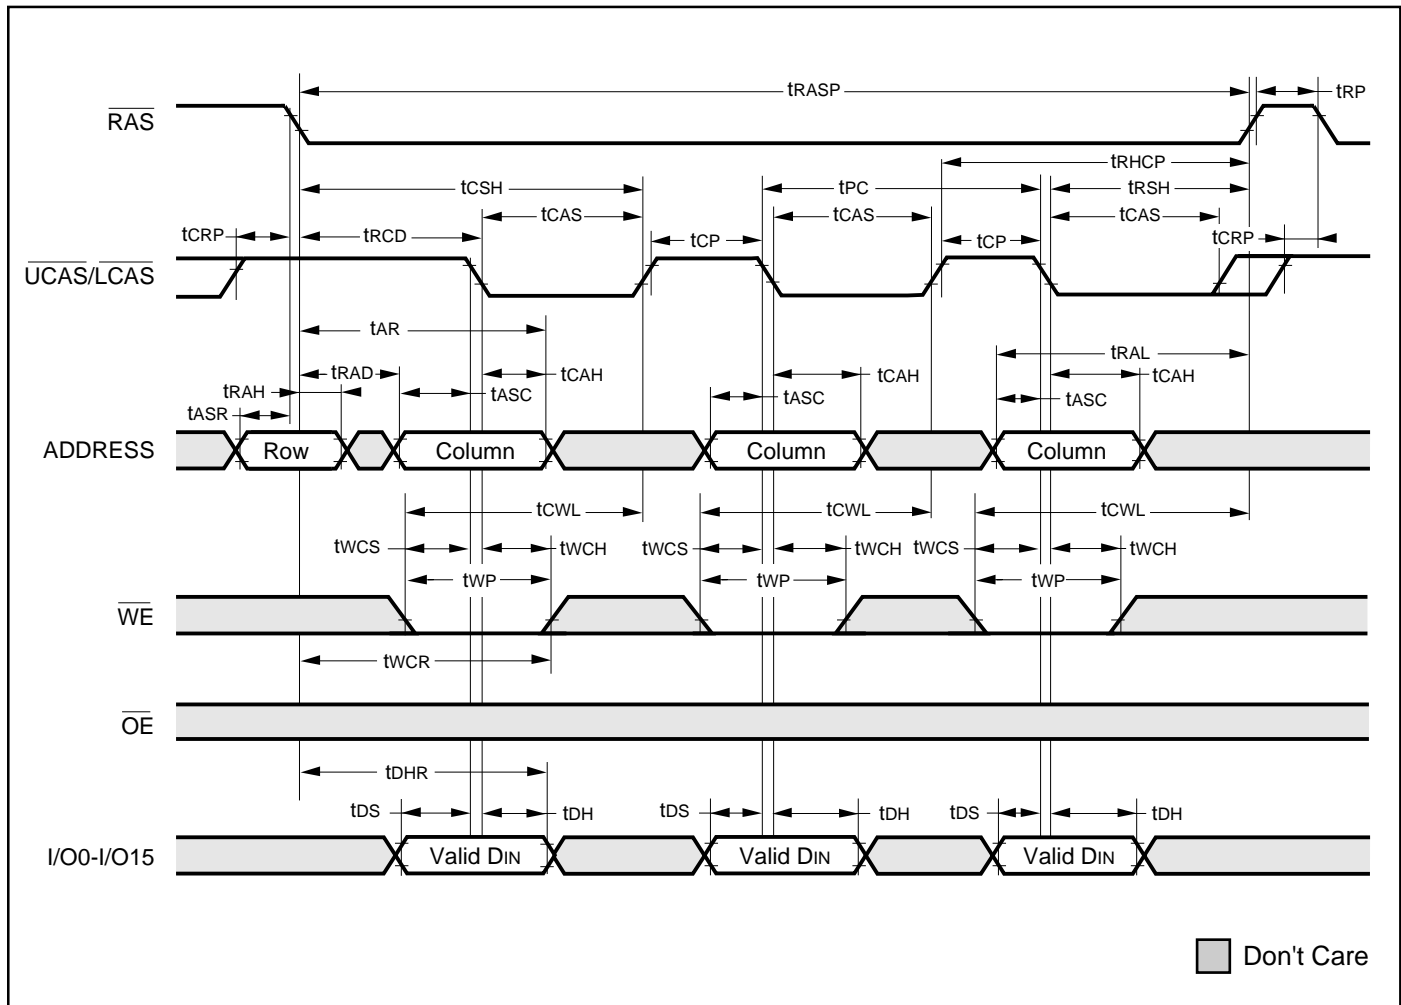 tRASP
tRP
RAS
tRHCP
tCSH
tPC
tRSH
tCAS
tCAS
tCAS
tCRP
tRCD
tCP
tCP
tCRP
UCAS/LCAS
tAR
tRAL
tRAD
tRAH
tCAH
tCAH
tCAH
tASR
tASC
tASC
tASC
ADDRESS
Row
Column
Column
Column
tCWL
tCWL
tCWL
tWCS
tWCH
tWCS
tWCH
tWCS
tWCH
tWP
tWP
tWP
WE
tWCR
OE
tDHR
tDS
tDH
tDS
tDH
tDS
tDH
I/O0-I/O15
Valid DIN
Valid DIN
Valid DIN
Don't Care